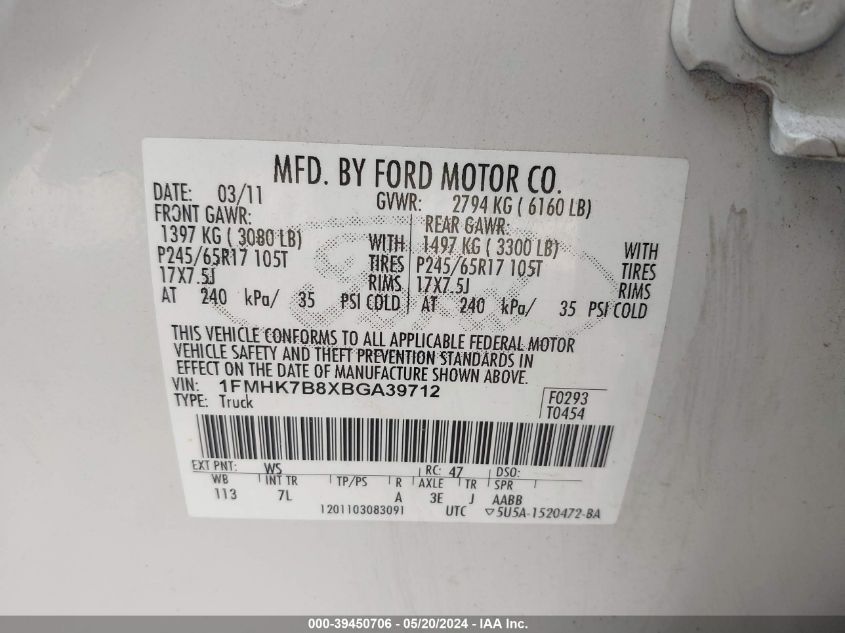 MFD. BY FORD MOTOR CO.
DATE: 03/11 GVWR: 2794 KG ( 6160 LB)
FRONT GAWR: REAR GAWR:
1397 KG ( 3080 LB) WITH 1497 KG ( 3300 LB) WITH
P245/65R17 105T TIRES P245/65R17 105T TIRES
17X7.5J RIMS 17X7.5J RIMS
AT 240 kPa/ 35 PSI COLD AT 240 kPa/ 35 PSI COLD
THIS VEHICLE CONFORMS TO ALL APPLICABLE FEDERAL MOTOR
VEHICLE SAFETY AND THEFT PREVENTION STANDARDS IN
EFFECT ON THE DATE OF MANUFACTURE SHOWN ABOVE.
VIN: 1FMHK7B8XBGA39712 F0293
TYPE: Truck T0454
EXT PNT: WS RC: 47 DSO:
WB INT TR TP/PS R AXLE TR SPR
113 7L A 3E J AABB
1201103083091 UTC ▽5U5A-1520472-BA
000-39450706 - 05/20/2024 - IAA Inc.